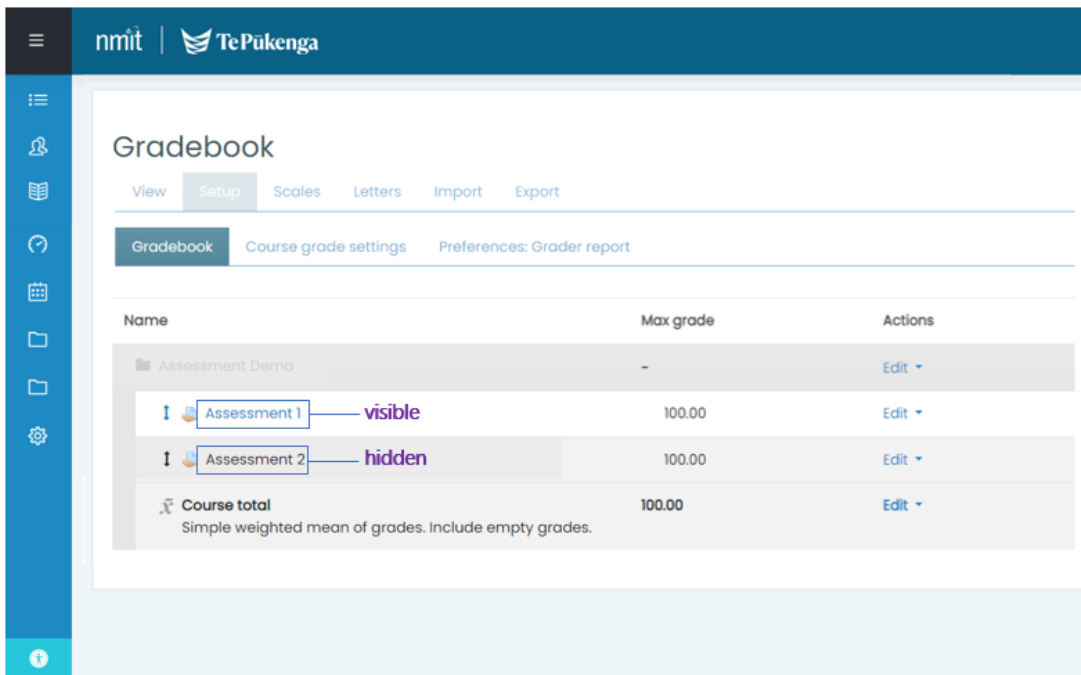 nmit | TePūkenga
Gradebook
View Setup Scales Letters Import Export
Gradebook Course grade settings Preferences: Grader report
Name Max grade Actions
Assessment Demo - Edit
Assessment 1 visible 100.00 Edit
Assessment 2 hidden 100.00 Edit
x̄ Course total 100.00 Edit
Simple weighted mean of grades. Include empty grades.